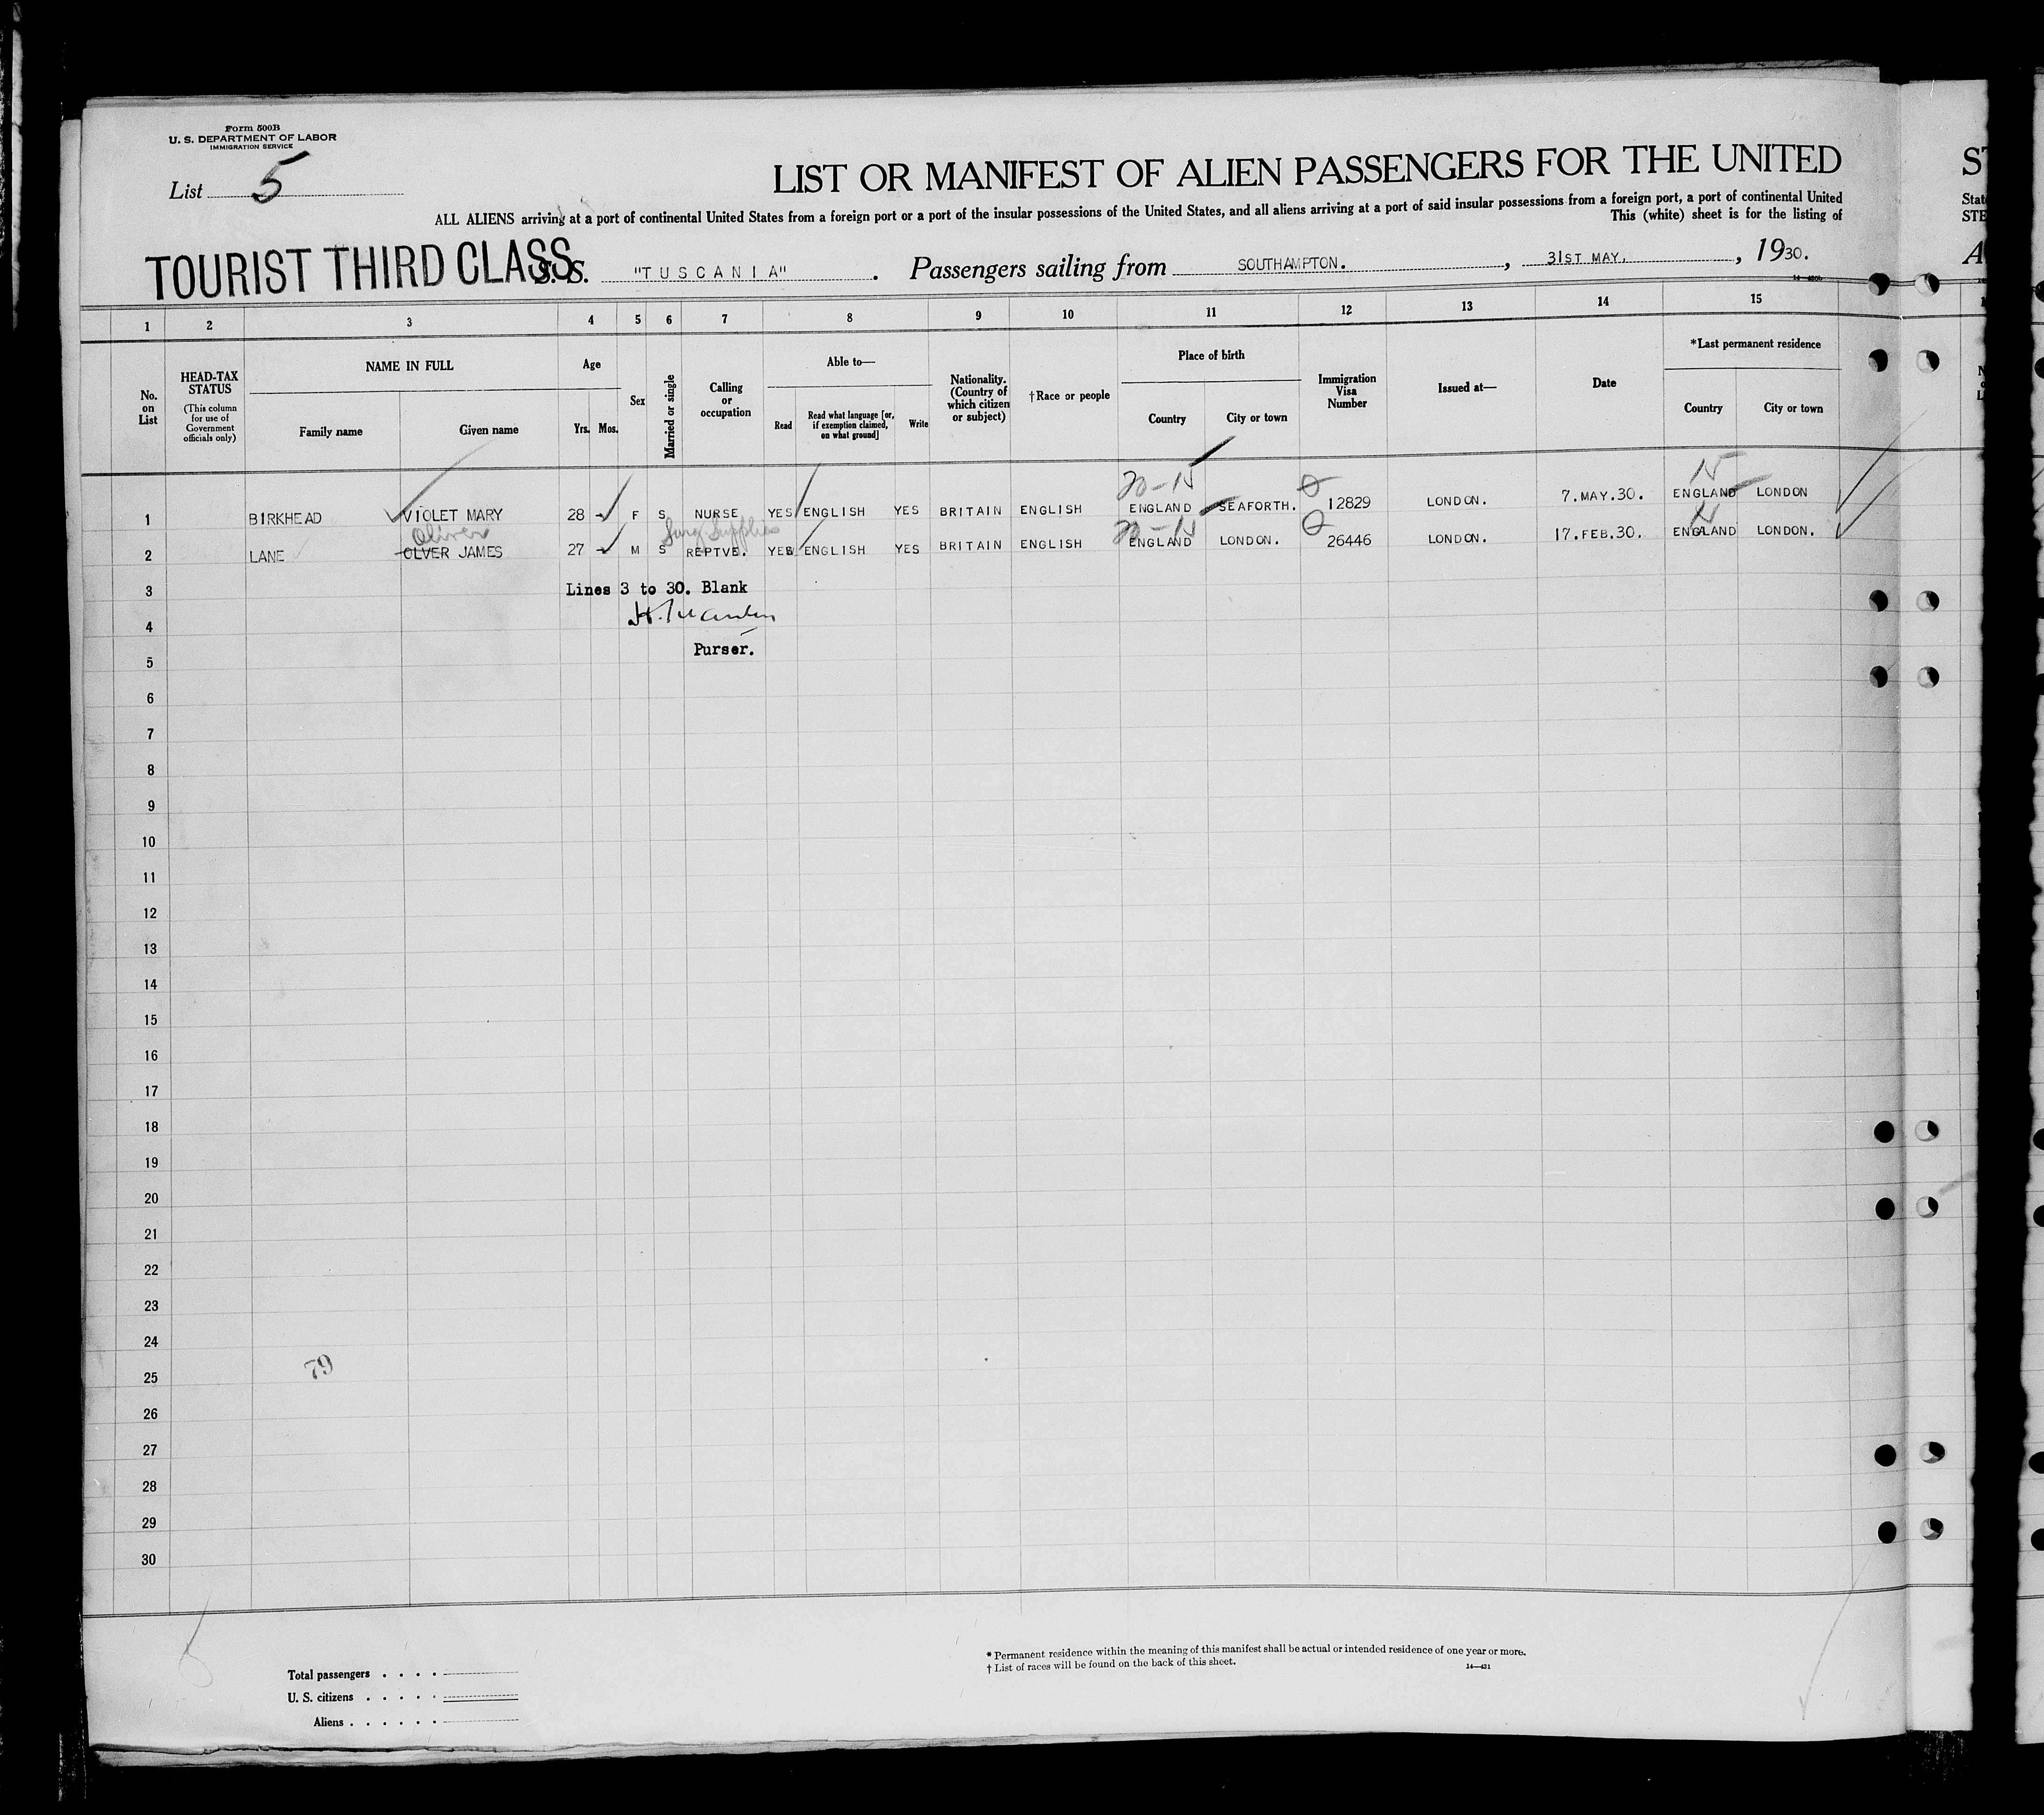 Form 500B
U. S. DEPARTMENT OF LABOR
IMMIGRATION SERVICE
List 5
LIST OR MANIFEST OF ALIEN PASSENGERS FOR THE UNITED
ALL ALIENS arriving at a port of continental United States from a foreign port or a port of the insular possessions of the United States, and all aliens arriving at a port of said insular possessions from a foreign port, a port of continental United
This (white) sheet is for the listing of
TOURIST THIRD CLASS
S. S. "TUSCANIA". Passengers sailing from SOUTHAMPTON., 31ST MAY., 1930.
1 2 3 4 5 6 7 8 9 10 11 12 13 14 15
No. on List
HEAD-TAX STATUS
(This column for use of Government officials only)
NAME IN FULL
Family name
Given name
Age
Yrs. Mos.
Sex
Married or single
Calling or occupation
Able to—
Read
Read what language [or, if exemption claimed, on what ground]
Write
Nationality. (Country of which citizen or subject)
†Race or people
Place of birth
Country
City or town
Immigration Visa Number
Issued at—
Date
*Last permanent residence
Country
City or town
1 BIRKHEAD VIOLET MARY 28 F S NURSE YES ENGLISH YES BRITAIN ENGLISH ENGLAND SEAFORTH. 12829 LONDON. 7.MAY.30. ENGLAND LONDON
Oliver
Surg Supplies
2 LANE OLVER JAMES 27 M S REPTVE. YES ENGLISH YES BRITAIN ENGLISH ENGLAND LONDON. 26446 LONDON. 17.FEB.30. ENGLAND LONDON.
3 Lines 3 to 30. Blank
4
Purser.
5
6
7
8
9
10
11
12
13
14
15
16
17
18
19
20
21
22
23
24
79
25
26
27
28
29
30
Total passengers
U. S. citizens
Aliens
* Permanent residence within the meaning of this manifest shall be actual or intended residence of one year or more.
† List of races will be found on the back of this sheet.
14—431